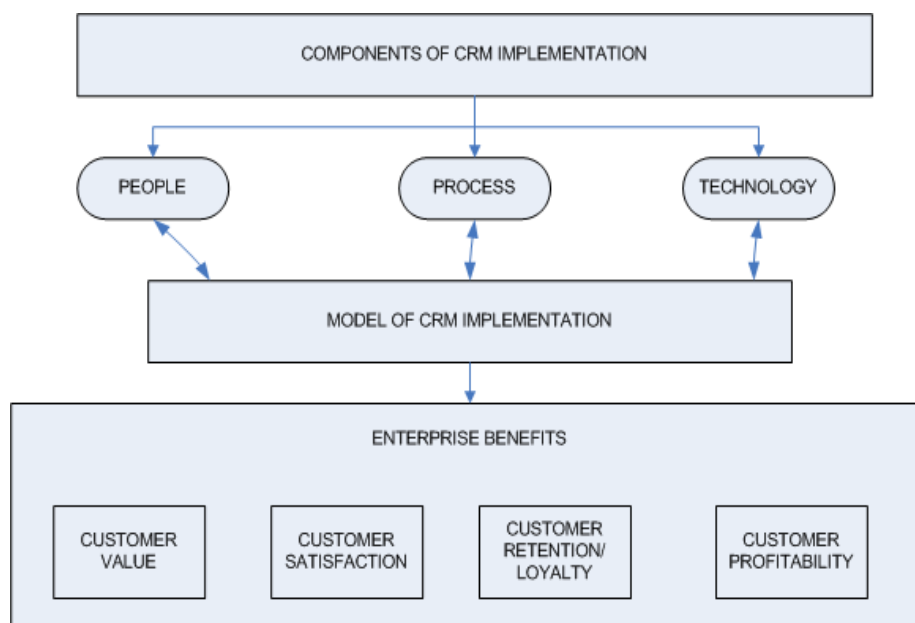 COMPONENTS OF CRM IMPLEMENTATION
PEOPLE
PROCESS
TECHNOLOGY
MODEL OF CRM IMPLEMENTATION
ENTERPRISE BENEFITS
CUSTOMER
VALUE
CUSTOMER
SATISFACTION
CUSTOMER
RETENTION/
LOYALTY
CUSTOMER
PROFITABILITY